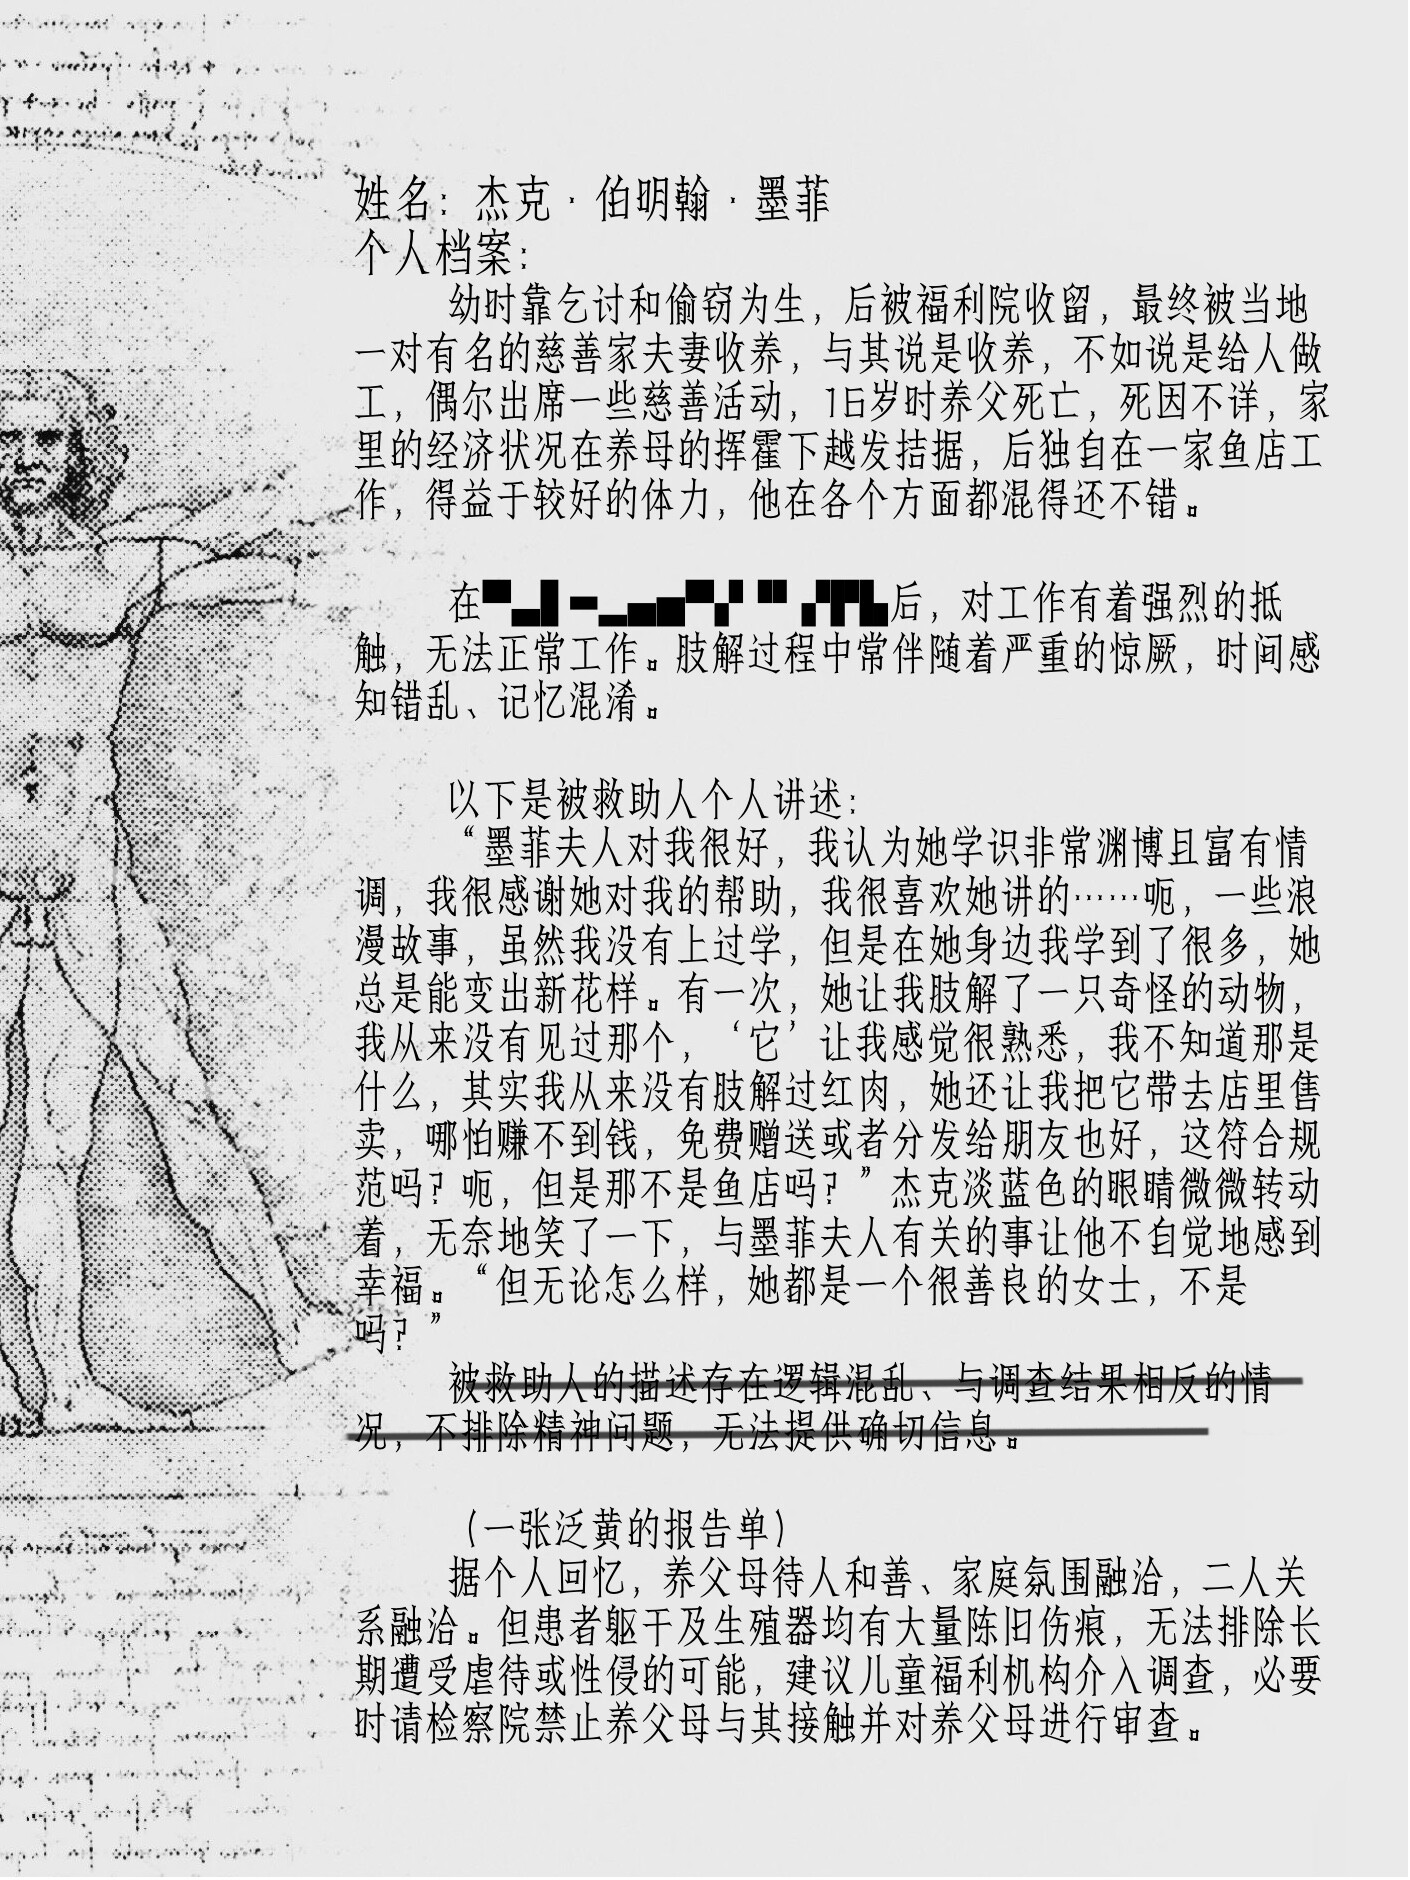 姓名：杰克·伯明翰·墨菲
个人档案：
幼时靠乞讨和偷窃为生，后被福利院收留，最终被当地
一对有名的慈善家夫妻收养，与其说是收养，不如说是给人做
工，偶尔出席一些慈善活动，16岁时养父死亡，死因不详，家
里的经济状况在养母的挥霍下越发拮据，后独自在一家鱼店工
作，得益于较好的体力，他在各个方面都混得还不错。
在后，对工作有着强烈的抵
触，无法正常工作。肢解过程中常伴随着严重的惊厥，时间感
知错乱、记忆混淆。
以下是被救助人个人讲述：
“墨菲夫人对我很好，我认为她学识非常渊博且富有情
调，我很感谢她对我的帮助，我很喜欢她讲的……呃，一些浪
漫故事，虽然我没有上过学，但是在她身边我学到了很多，她
总是能变出新花样。有一次，她让我肢解了一只奇怪的动物，
我从来没有见过那个，‘它’让我感觉很熟悉，我不知道那是
什么，其实我从来没有肢解过红肉，她还让我把它带去店里售
卖，哪怕赚不到钱，免费赠送或者分发给朋友也好，这符合规
范吗？呃，但是那不是鱼店吗？”杰克淡蓝色的眼睛微微转动
着，无奈地笑了一下，与墨菲夫人有关的事让他不自觉地感到
幸福。“但无论怎么样，她都是一个很善良的女士，不是
吗？”
被救助人的描述存在逻辑混乱、与调查结果相反的情
况，不排除精神问题，无法提供确切信息。
（一张泛黄的报告单）
据个人回忆，养父母待人和善、家庭氛围融洽，二人关
系融洽。但患者躯干及生殖器均有大量陈旧伤痕，无法排除长
期遭受虐待或性侵的可能，建议儿童福利机构介入调查，必要
时请检察院禁止养父母与其接触并对养父母进行审查。